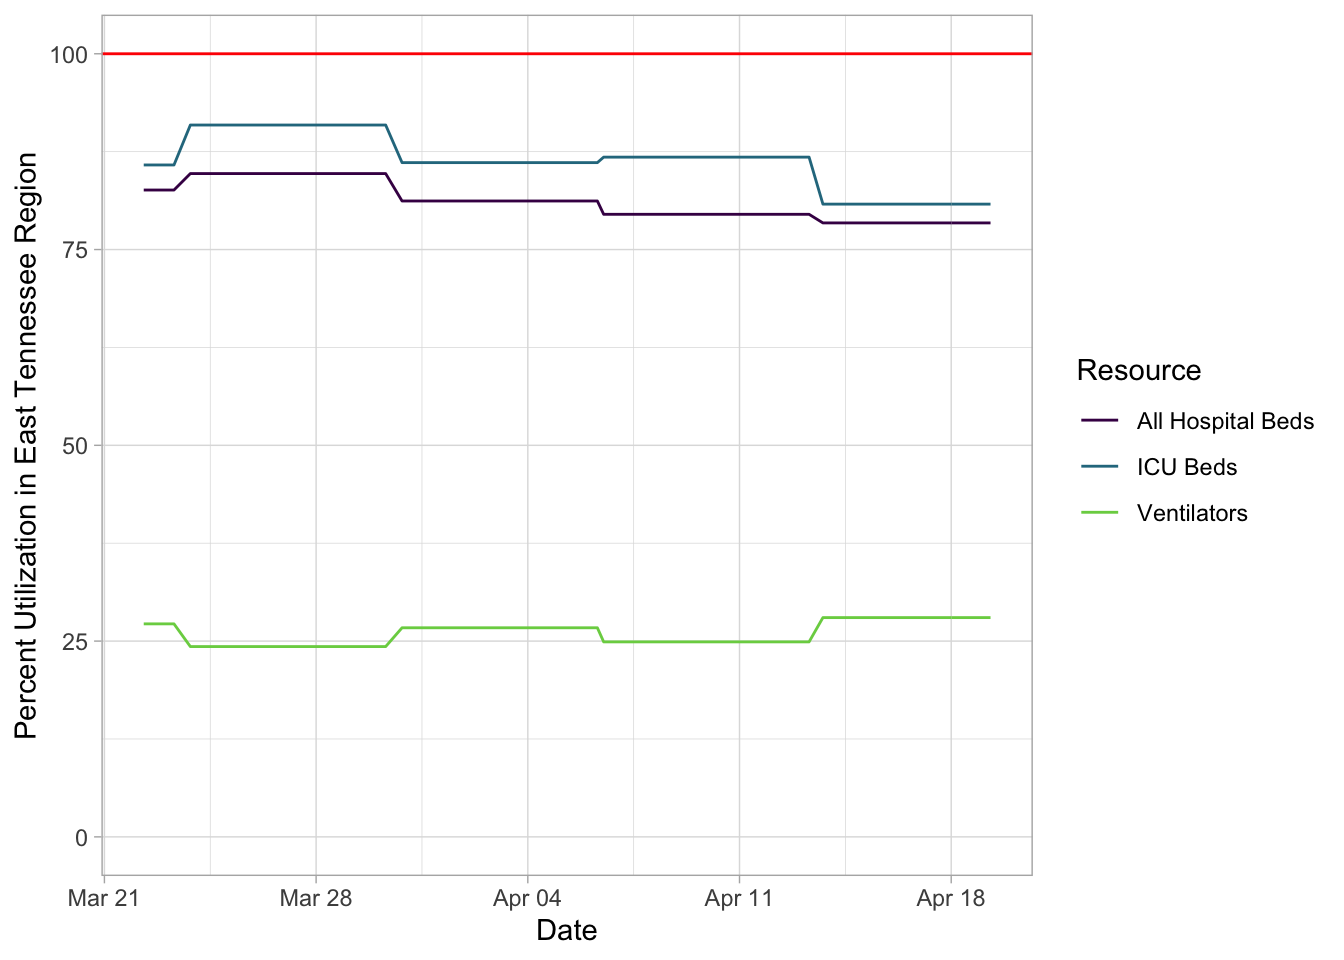 Percent Utilization in East Tennessee Region
100
75
50
25
0
Mar 21
Mar 28
Apr 04
Apr 11
Apr 18
Date
Resource
All Hospital Beds
ICU Beds
Ventilators